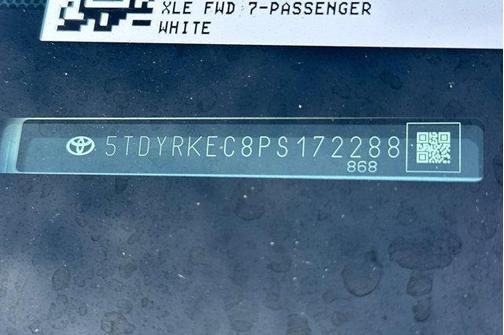 XLE FWD 7-PASSENGER
WHITE
5TDYRKEC8PS172288
868